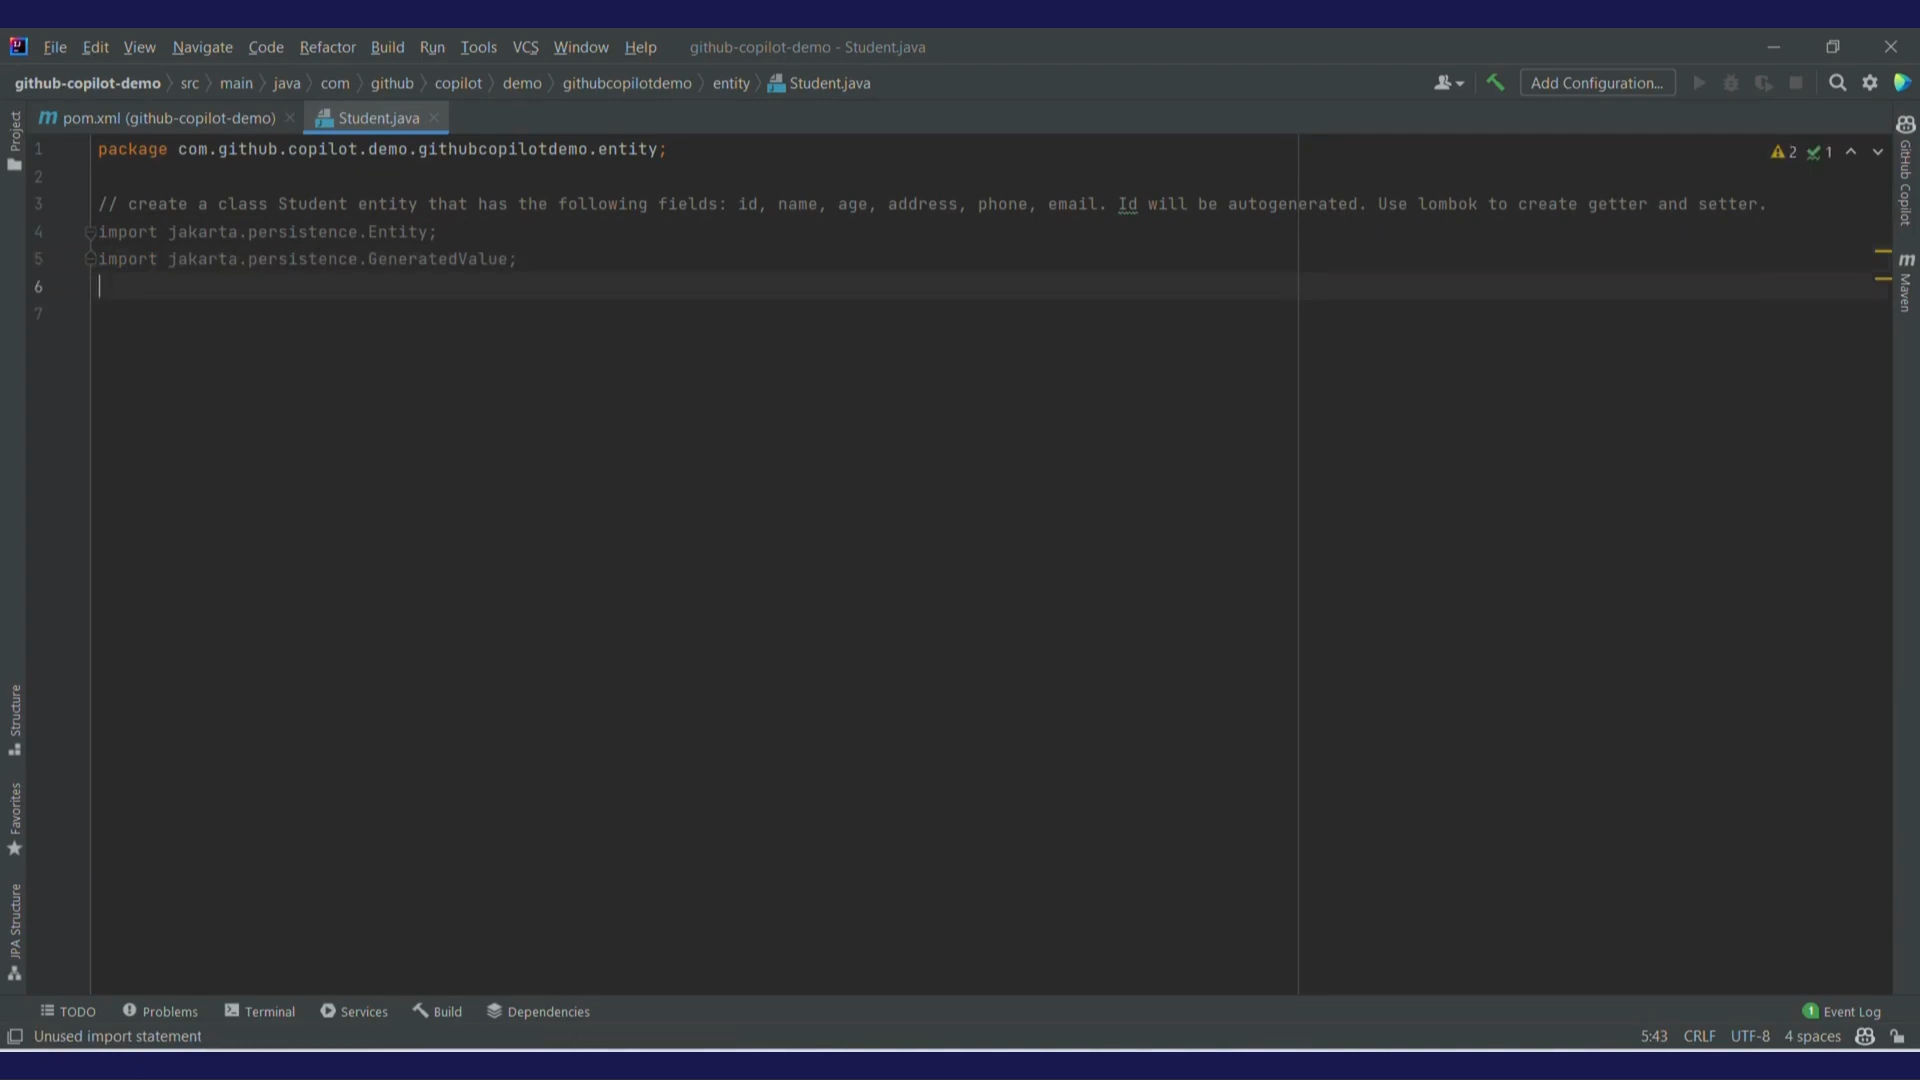 File Edit View Navigate Code Refactor Build Run Tools VCS Window Help github-copilot-demo - Student.java
github-copilot-demo src main java com github copilot demo githubcopilotdemo entity Student.java Add Configuration...
m pom.xml (github-copilot-demo) Student.java
1 package com.github.copilot.demo.githubcopilotdemo.entity;
2 1
2
3 // create a class Student entity that has the following fields: id, name, age, address, phone, email. Id will be autogenerated. Use lombok to create getter and setter.
4 import jakarta.persistence.Entity;
5 import jakarta.persistence.GeneratedValue;
6
7
Project
Structure
Favorites
JPA Structure
GitHub Copilot
m Maven
TODO Problems Terminal Services Build Dependencies 1 Event Log
Unused import statement 5:43 CRLF UTF-8 4 spaces